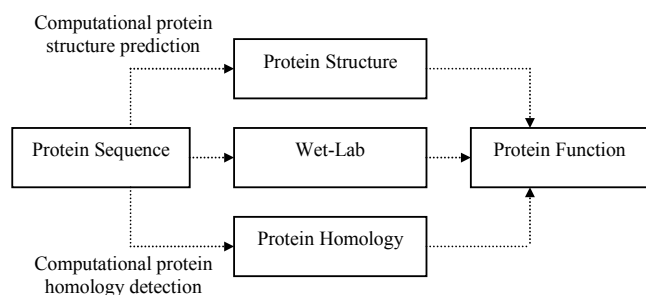 Computational protein
structure prediction
Protein Structure
Protein Sequence
Wet-Lab
Protein Function
Protein Homology
Computational protein
homology detection